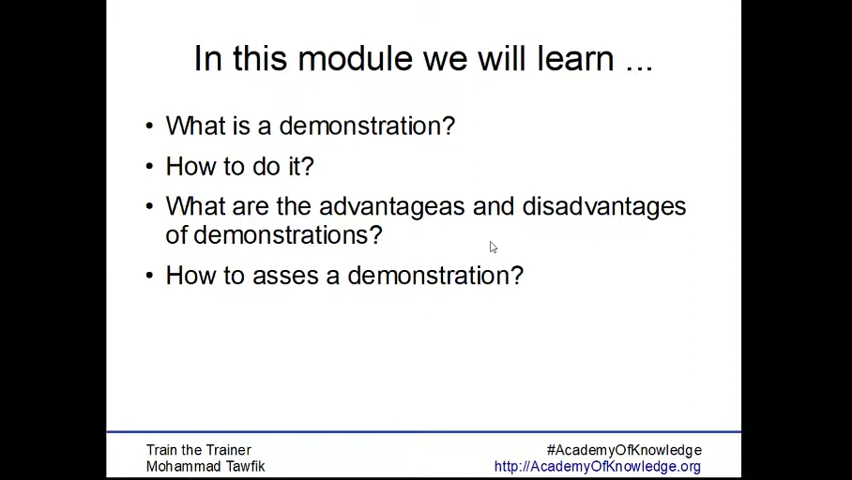 In this module we will learn ...
• What is a demonstration?
• How to do it?
• What are the advantageas and disadvantages
of demonstrations?
• How to asses a demonstration?
Train the Trainer
Mohammad Tawfik
#AcademyOfKnowledge
http://AcademyOfKnowledge.org